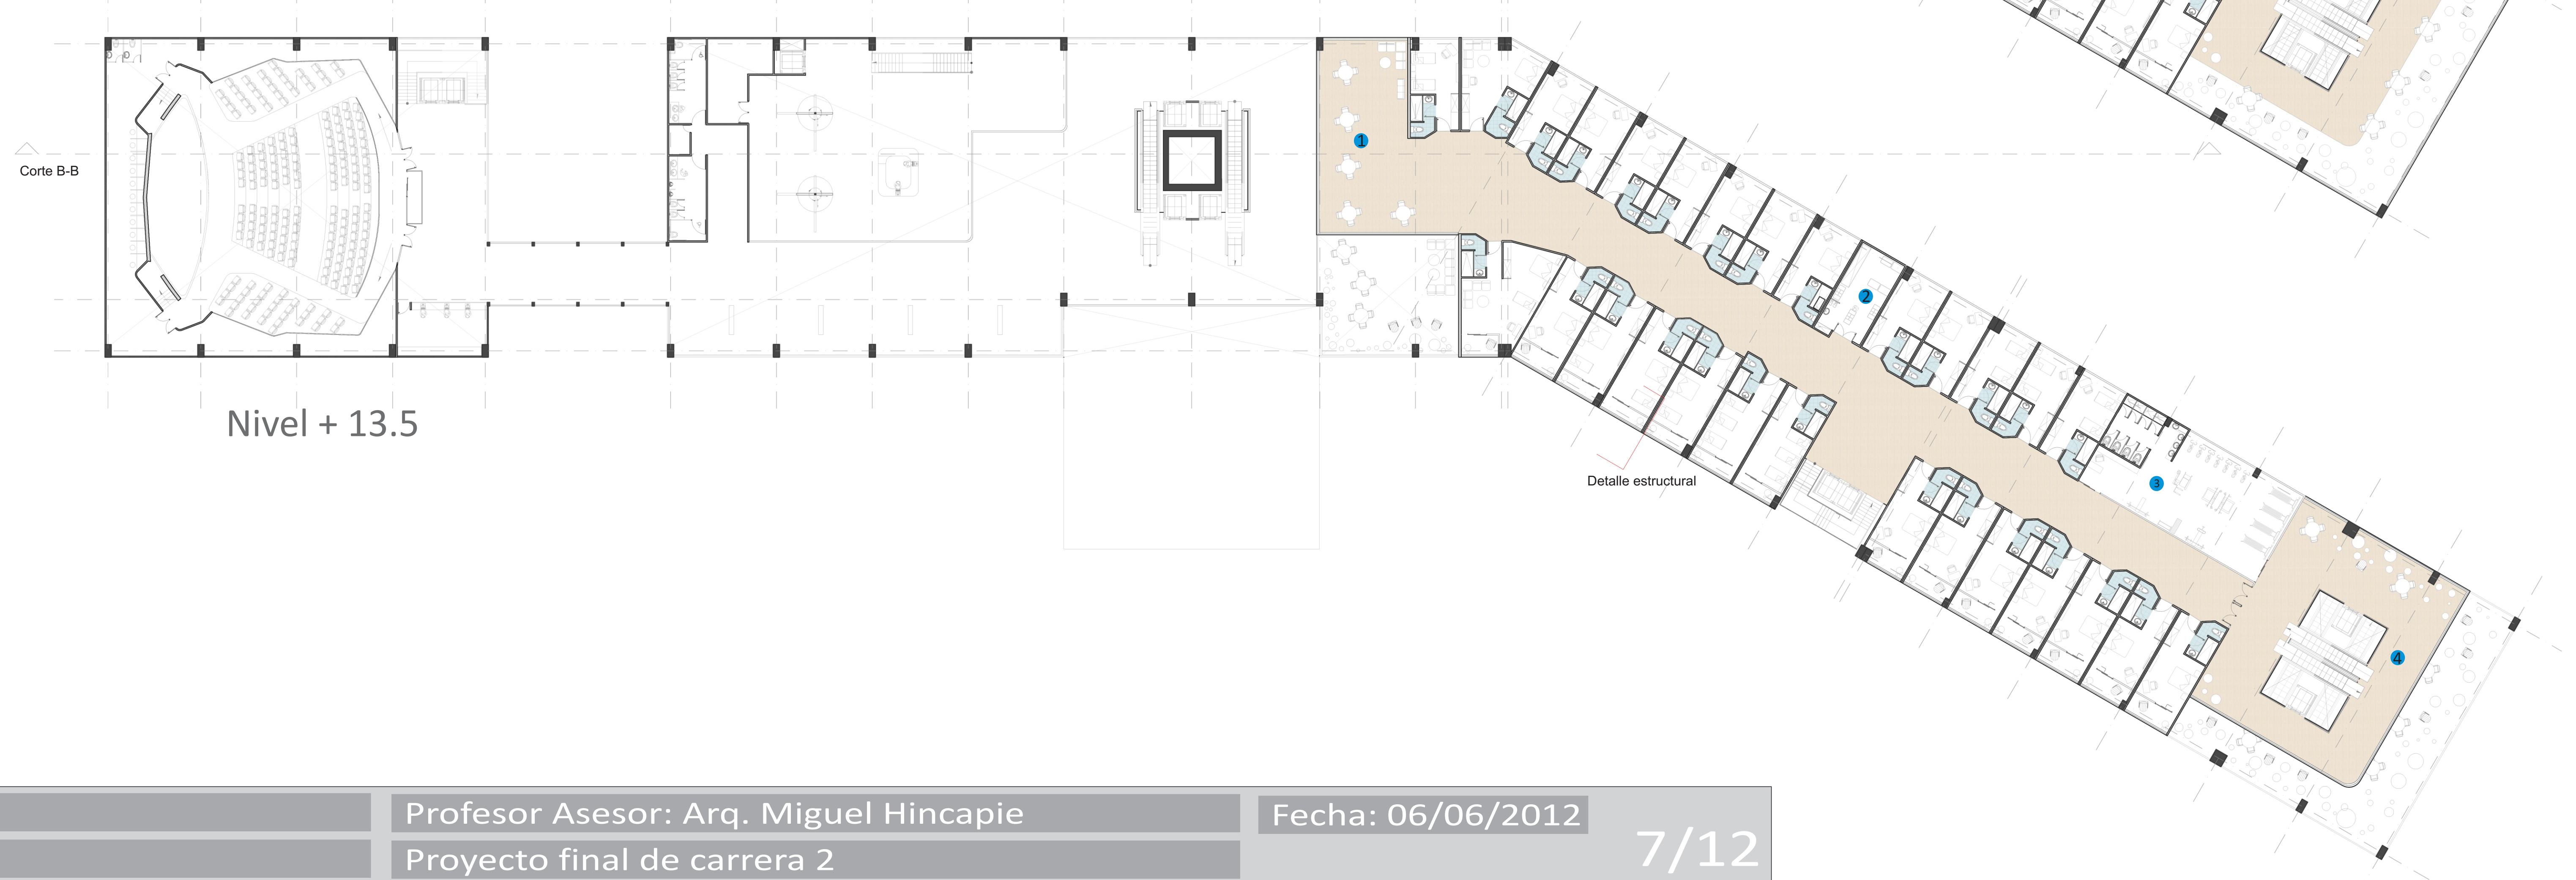 Corte B-B
1
2
3
4
Nivel + 13.5
Detalle estructural
Profesor Asesor: Arq. Miguel Hincapie
Fecha: 06/06/2012
Proyecto final de carrera 2
7/12